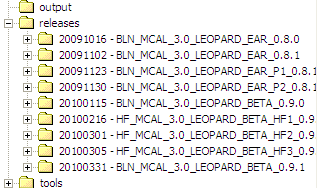 output
releases
20091016 - BLN_MCAL_3.0_LEOPARD_EAR_0.8.0
20091102 - BLN_MCAL_3.0_LEOPARD_EAR_0.8.1
20091123 - BLN_MCAL_3.0_LEOPARD_EAR_P1_0.8.1
20091130 - BLN_MCAL_3.0_LEOPARD_EAR_P2_0.8.1
20100115 - BLN_MCAL_3.0_LEOPARD_BETA_0.9.0
20100216 - HF_MCAL_3.0_LEOPARD_BETA_HF1_0.9
20100301 - HF_MCAL_3.0_LEOPARD_BETA_HF2_0.9
20100305 - HF_MCAL_3.0_LEOPARD_BETA_HF3_0.9
20100331 - BLN_MCAL_3.0_LEOPARD_BETA_0.9.1
tools